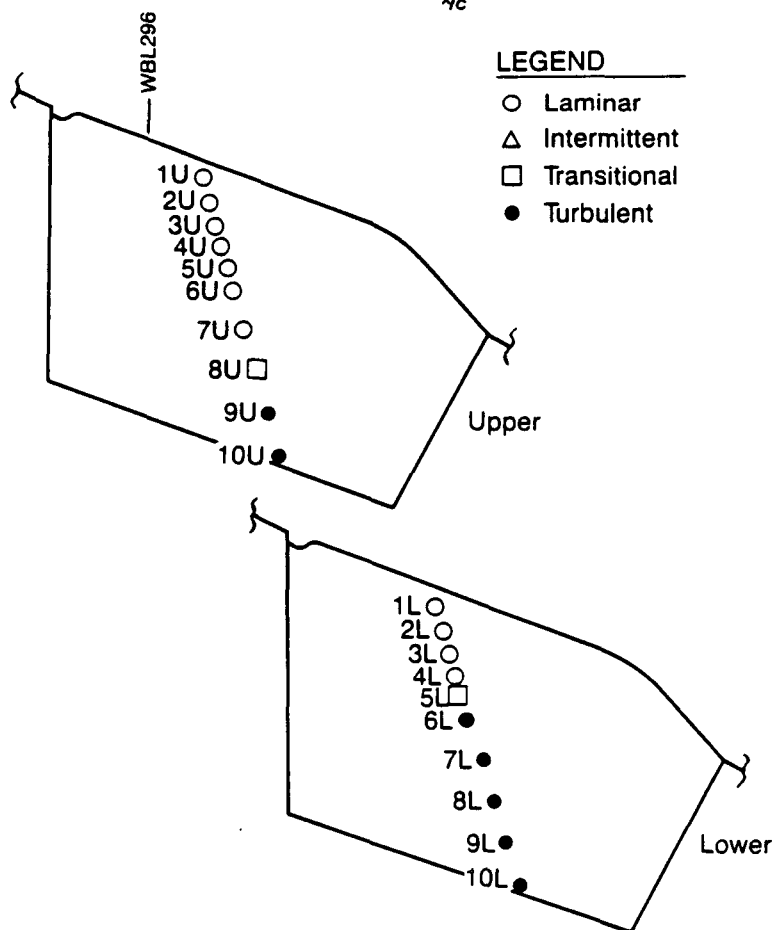 η/c
WBL296
LEGEND
Laminar
Intermittent
Transitional
Turbulent
1U
2U
3U
4U
5U
6U
7U
8U
9U
10U
Upper
1L
2L
3L
4L
5L
6L
7L
8L
9L
10L
Lower